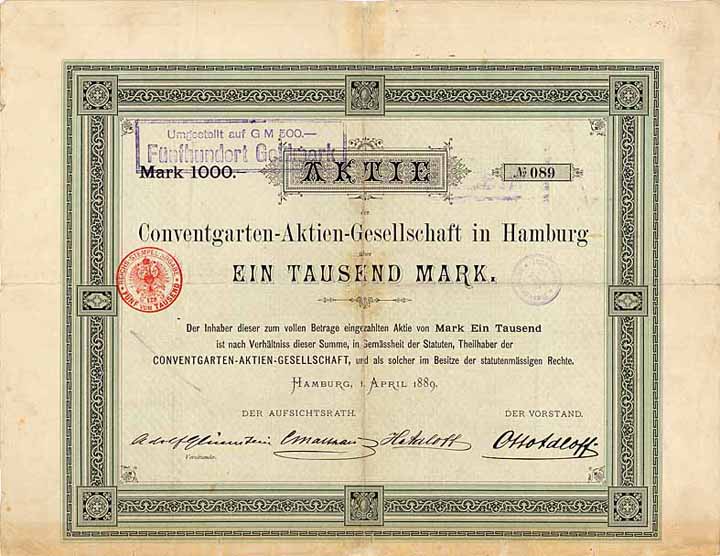 Umgestellt auf G M 500.—
Fünfhundert Goldmark
Mark 1000.
AKTIE
№ 089
der
Conventgarten-Aktien-Gesellschaft in Hamburg
über
EIN TAUSEND MARK.
REICHS-STEMPEL-ABGABE
FÜNF VOM TAUSEND
Der Inhaber dieser zum vollen Betrage eingezahlten Aktie von Mark Ein Tausend
ist nach Verhältniss dieser Summe, in Gemässheit der Statuten, Theilhaber der
CONVENTGARTEN-AKTIEN-GESELLSCHAFT, und als solcher im Besitze der statutenmässigen Rechte.
HAMBURG, 1. APRIL 1889.
DER AUFSICHTSRATH.
DER VORSTAND.
Vorsitzender.